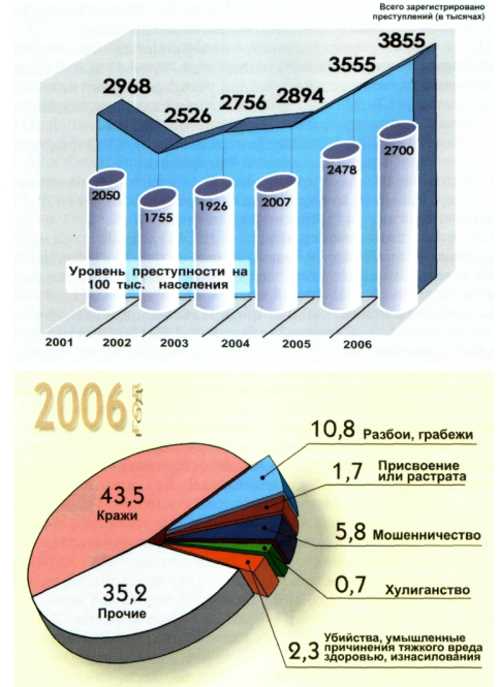 Всего зарегистрировано
преступлений (в тысячах)
2968
2526
2756
2894
3555
3855
2050
1755
1926
2007
2478
2700
Уровень преступности на
100 тыс. населения
2001
2002
2003
2004
2005
2006
2006
год
10,8 Разбои, грабежи
1,7 Присвоение
или растрата
43,5
Кражи
5,8 Мошенничество
35,2
Прочие
0,7 Хулиганство
2,3 Убийства, умышленные
причинения тяжкого вреда
здоровью, изнасилования